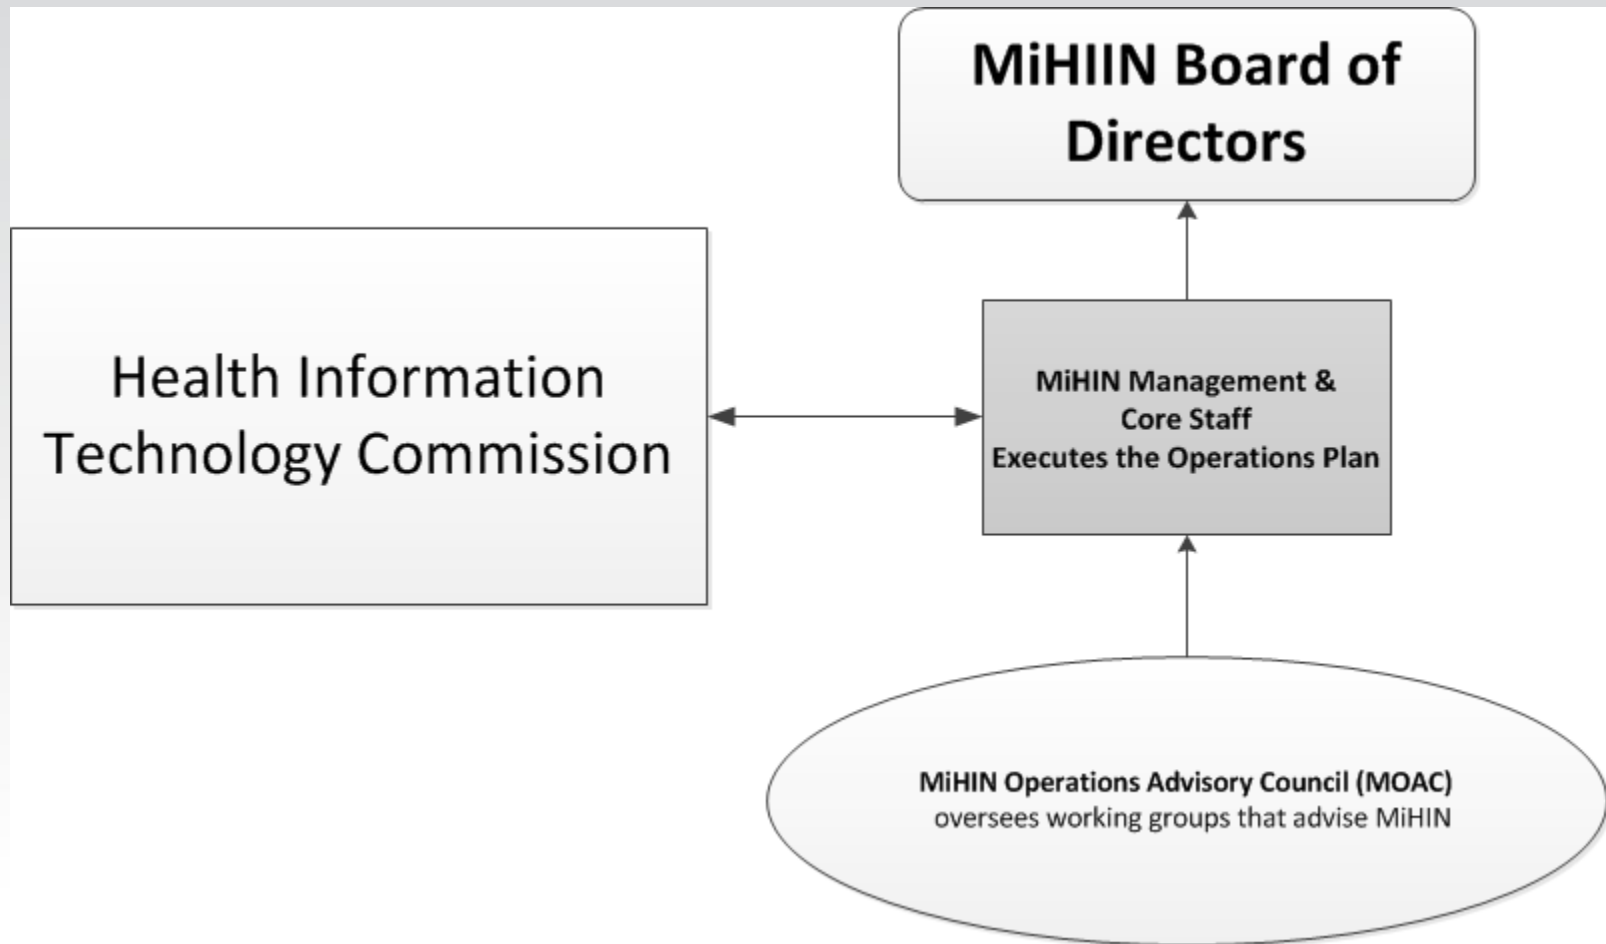 MiHIIN Board of
Directors
Health Information
Technology Commission
MiHIN Management &
Core Staff
Executes the Operations Plan
MiHIN Operations Advisory Council (MOAC)
oversees working groups that advise MiHIN